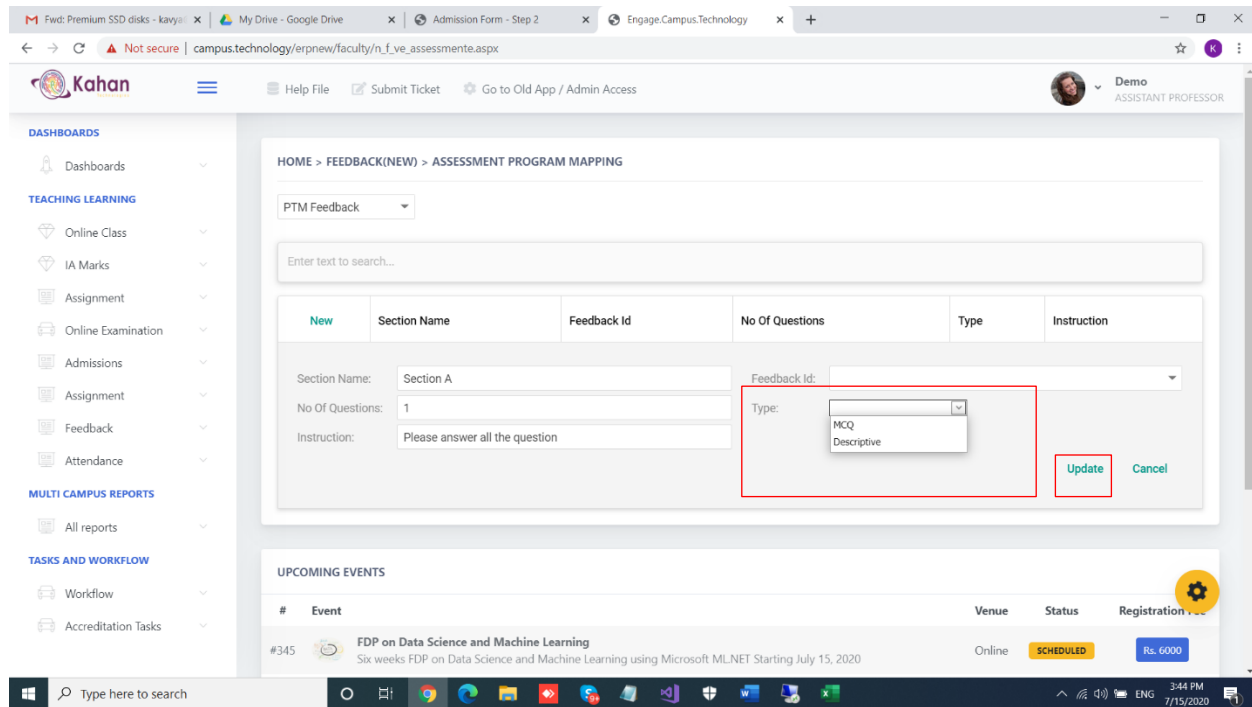 Fwd: Premium SSD disks - kavya
My Drive - Google Drive
Admission Form - Step 2
Engage.Campus.Technology
Not secure | campus.technology/erpnew/faculty/n_f_ve_assessmente.aspx
K
Kahan
Help File
Submit Ticket
Go to Old App / Admin Access
Demo
ASSISTANT PROFESSOR
DASHBOARDS
Dashboards
TEACHING LEARNING
Online Class
IA Marks
Assignment
Online Examination
Admissions
Assignment
Feedback
Attendance
MULTI CAMPUS REPORTS
All reports
TASKS AND WORKFLOW
Workflow
Accreditation Tasks
HOME > FEEDBACK(NEW) > ASSESSMENT PROGRAM MAPPING
PTM Feedback
Enter text to search...
New Section Name Feedback Id No Of Questions Type Instruction
Section Name: Section A Feedback Id:
No Of Questions: 1 Type:
MCQ
Instruction: Please answer all the question
Descriptive
Update Cancel
UPCOMING EVENTS
# Event Venue Status Registration
#345 FDP on Data Science and Machine Learning Online SCHEDULED Rs. 6000
Six weeks FDP on Data Science and Machine Learning using Microsoft ML.NET Starting July 15, 2020
Type here to search
ENG
3:44 PM
7/15/2020